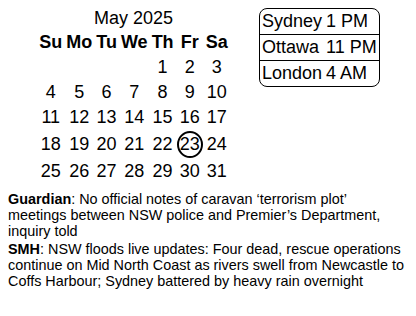 May 2025
Su Mo Tu We Th Fr Sa
1 2 3
4 5 6 7 8 9 10
11 12 13 14 15 16 17
18 19 20 21 22 23 24
25 26 27 28 29 30 31
Sydney 1 PM
Ottawa 11 PM
London 4 AM
Guardian: No official notes of caravan ‘terrorism plot’
meetings between NSW police and Premier’s Department,
inquiry told
SMH: NSW floods live updates: Four dead, rescue operations
continue on Mid North Coast as rivers swell from Newcastle to
Coffs Harbour; Sydney battered by heavy rain overnight